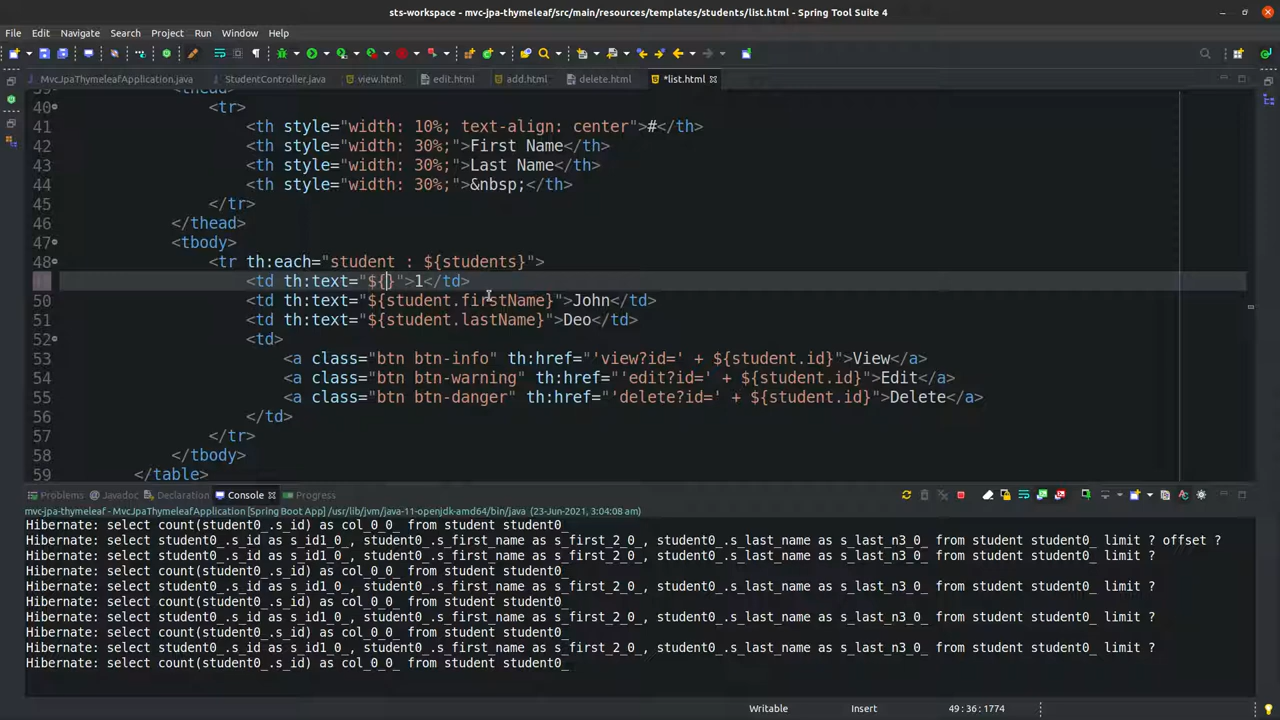 sts-workspace - mvc-jpa-thymeleaf/src/main/resources/templates/students/list.html - Spring Tool Suite 4
File Edit Navigate Search Project Run Window Help
MvcJpaThymeleafApplication.java StudentController.java view.html edit.html add.html delete.html *list.html
39 <thead>
40 <tr>
41 <th style="width: 10%; text-align: center">#</th>
42 <th style="width: 30%;">First Name</th>
43 <th style="width: 30%;">Last Name</th>
44 <th style="width: 30%;">&nbsp;</th>
45 </tr>
46 </thead>
47 <tbody>
48 <tr th:each="student : ${students}">
49 <td th:text="${}">1</td>
50 <td th:text="${student.firstName}">John</td>
51 <td th:text="${student.lastName}">Deo</td>
52 <td>
53 <a class="btn btn-info" th:href="'view?id=' + ${student.id}">View</a>
54 <a class="btn btn-warning" th:href="'edit?id=' + ${student.id}">Edit</a>
55 <a class="btn btn-danger" th:href="'delete?id=' + ${student.id}">Delete</a>
56 </td>
57 </tr>
58 </tbody>
59 </table>
Problems Javadoc Declaration Console Progress
mvc-jpa-thymeleaf - MvcJpaThymeleafApplication [Spring Boot App] /usr/lib/jvm/java-11-openjdk-amd64/bin/java (23-Jun-2021, 3:04:08 am)
Hibernate: select count(student0_.s_id) as col_0_0_ from student student0_
Hibernate: select student0_.s_id as s_id1_0_, student0_.s_first_name as s_first_2_0_, student0_.s_last_name as s_last_n3_0_ from student student0_ limit ? offset ?
Hibernate: select student0_.s_id as s_id1_0_, student0_.s_first_name as s_first_2_0_, student0_.s_last_name as s_last_n3_0_ from student student0_ limit ?
Hibernate: select count(student0_.s_id) as col_0_0_ from student student0_
Hibernate: select student0_.s_id as s_id1_0_, student0_.s_first_name as s_first_2_0_, student0_.s_last_name as s_last_n3_0_ from student student0_ limit ?
Hibernate: select count(student0_.s_id) as col_0_0_ from student student0_
Hibernate: select student0_.s_id as s_id1_0_, student0_.s_first_name as s_first_2_0_, student0_.s_last_name as s_last_n3_0_ from student student0_ limit ?
Hibernate: select count(student0_.s_id) as col_0_0_ from student student0_
Hibernate: select student0_.s_id as s_id1_0_, student0_.s_first_name as s_first_2_0_, student0_.s_last_name as s_last_n3_0_ from student student0_ limit ?
Hibernate: select count(student0_.s_id) as col_0_0_ from student student0_
Writable Insert 49 : 36 : 1774